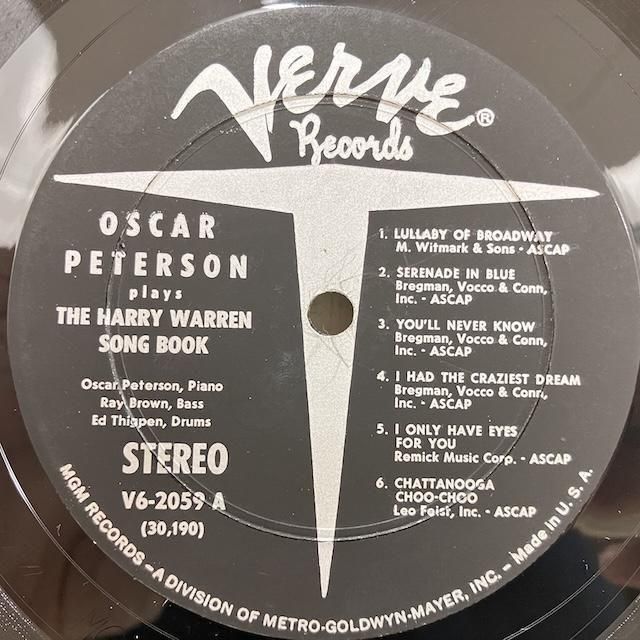 Verve®
Records
OSCAR
PETERSON
plays
THE HARRY WARREN
SONG BOOK
Oscar Peterson, Piano
Ray Brown, Bass
Ed Thigpen, Drums
STEREO
V6-2059 A
(30,190)
1. LULLABY OF BROADWAY
M. Witmark & Sons - ASCAP
2. SERENADE IN BLUE
Bregman, Vocco & Conn,
Inc. - ASCAP
3. YOU'LL NEVER KNOW
Bregman, Vocco & Conn,
Inc. - ASCAP
4. I HAD THE CRAZIEST DREAM
Bregman, Vocco & Conn,
Inc. - ASCAP
5. I ONLY HAVE EYES
FOR YOU
Remick Music Corp. - ASCAP
6. CHATTANOOGA
CHOO-CHOO
Leo Feist, Inc. - ASCAP
MGM RECORDS - A DIVISION OF METRO-GOLDWYN-MAYER, INC. - Made in U.S.A.